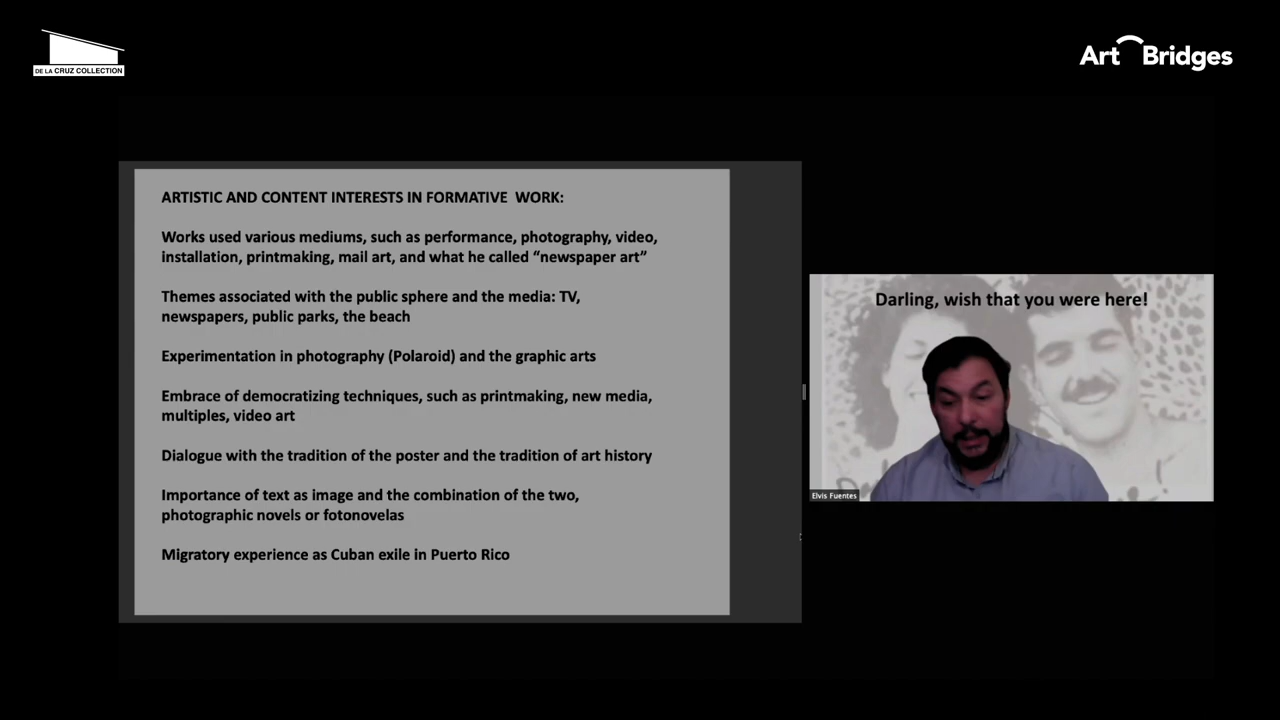 DE LA CRUZ COLLECTION
Art Bridges
ARTISTIC AND CONTENT INTERESTS IN FORMATIVE WORK:
Works used various mediums, such as performance, photography, video,
installation, printmaking, mail art, and what he called “newspaper art”
Themes associated with the public sphere and the media: TV,
newspapers, public parks, the beach
Experimentation in photography (Polaroid) and the graphic arts
Embrace of democratizing techniques, such as printmaking, new media,
multiples, video art
Dialogue with the tradition of the poster and the tradition of art history
Importance of text as image and the combination of the two,
photographic novels or fotonovelas
Migratory experience as Cuban exile in Puerto Rico
Darling, wish that you were here!
Elvis Fuentes